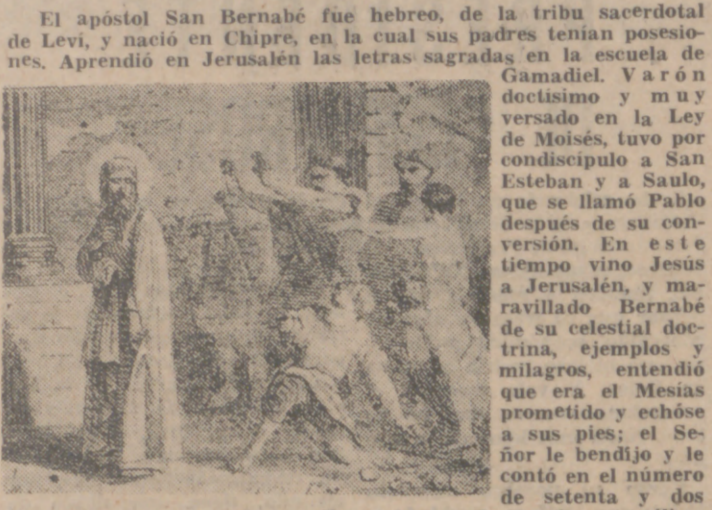 El apóstol San Bernabé fue hebreo, de la tribu sacerdotal
de Leví, y nació en Chipre, en la cual sus padres tenían posesio-
nes. Aprendió en Jerusalén las letras sagradas en la escuela de
Gamadiel. Varón
doctísimo y muy
versado en la Ley
de Moisés, tuvo por
condiscípulo a San
Esteban y a Saulo,
que se llamó Pablo
después de su con-
versión. En este
tiempo vino Jesús
a Jerusalén, y ma-
ravillado Bernabé
de su celestial doc-
trina, ejemplos y
milagros, entendió
que era el Mesías
prometido y echóse
a sus pies; el Se-
ñor le bendijo y le
contó en el número
de setenta y dos